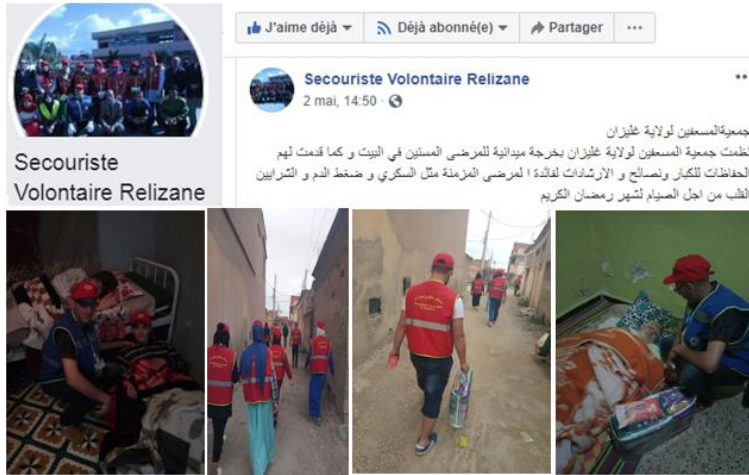 J'aime déjà
Déjà abonné(e)
Partager
Secouriste
Volontaire Relizane
Secouriste Volontaire Relizane
2 mai, 14:50
جمعيةالمسعفين لولاية غليزان
نظمت جمعية المسعفين لولاية غليزان بخرجة ميدانية للمرضى المسنين في البيت و كما قدمت لهم
الحفاظات للكبار ونصائح و الارشادات لفائدة ا لمرضى المزمنة مثل السكري و ضغط الدم و الشرايين
القلب من اجل الصيام لشهر رمضان الكريم